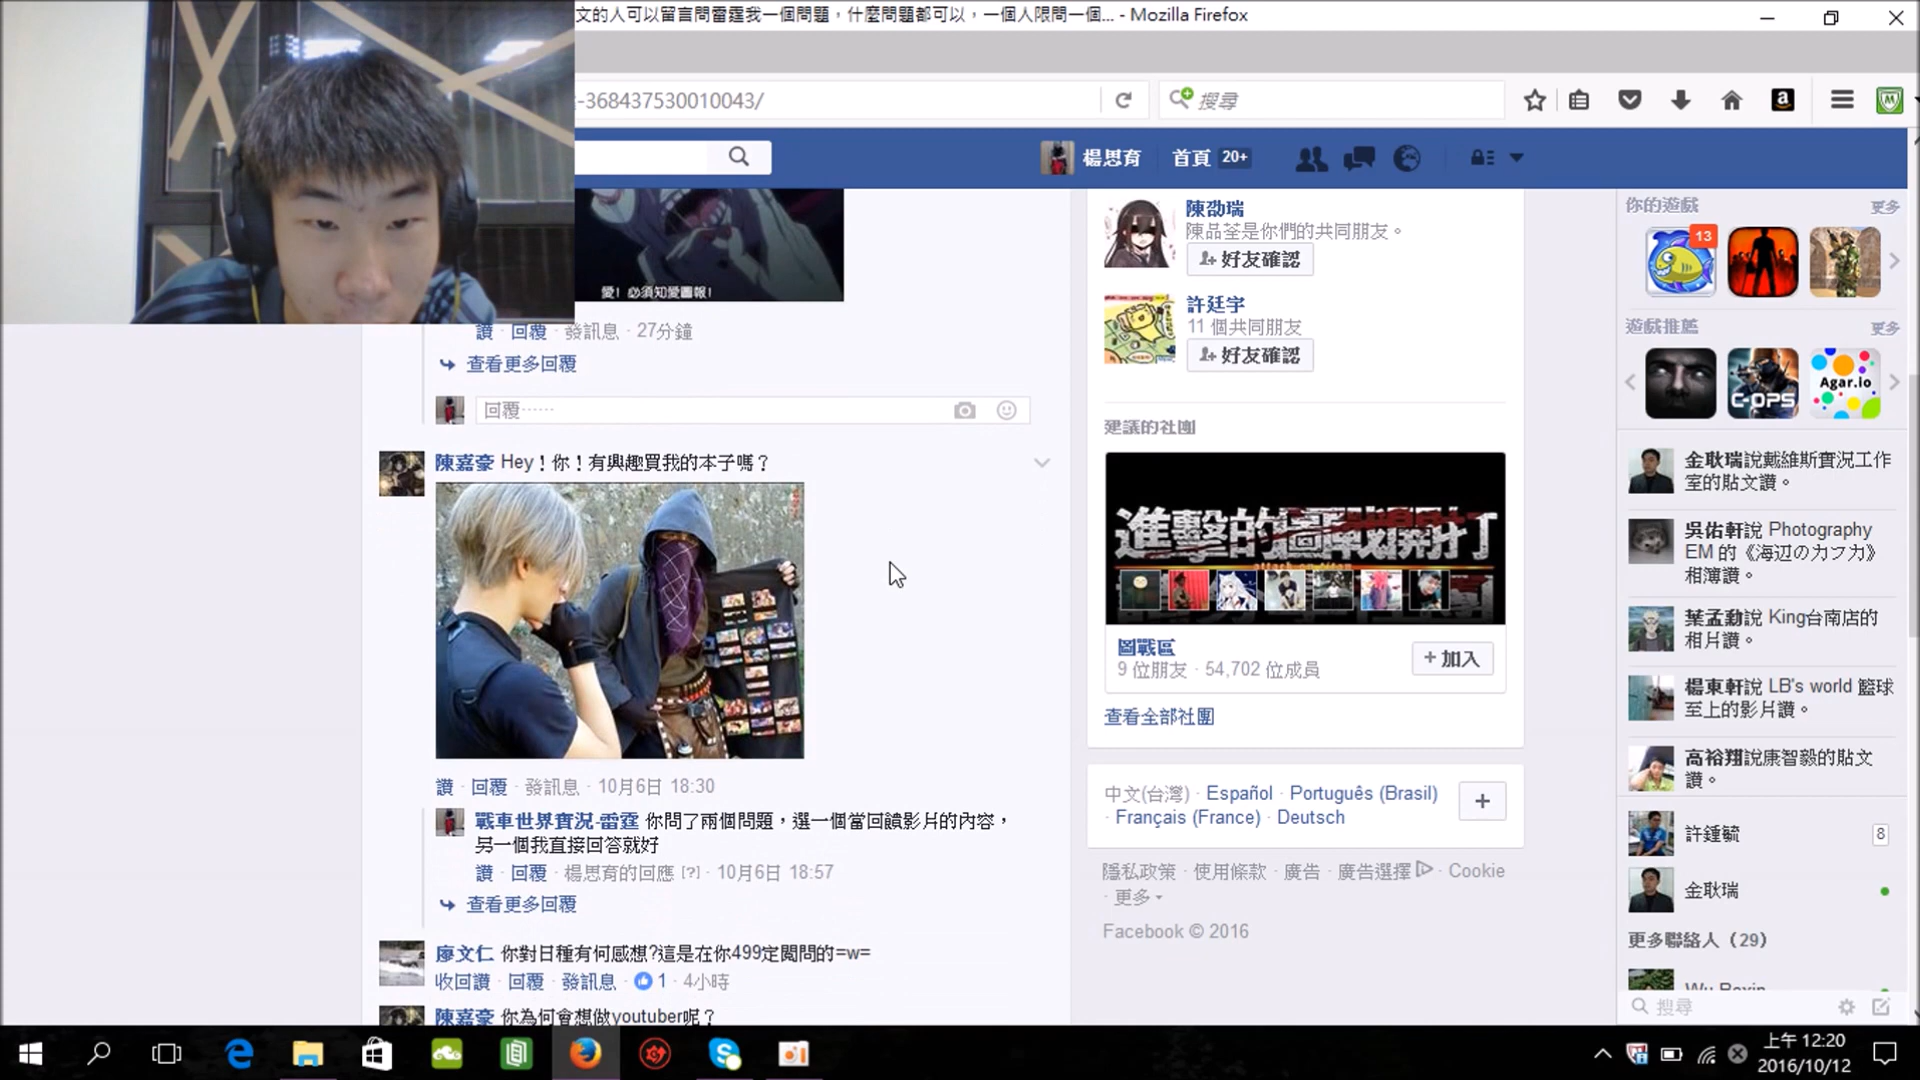 文的人可以留言問雷霆我一個問題，什麼問題都可以，一個人限問一個... - Mozilla Firefox
-368437530010043/
搜尋
楊思育 首頁 20+
愛！必須知愛圖報！
讚 · 回覆 · 發訊息 · 27分鐘
查看更多回覆
回覆……
陳嘉豪 Hey！你！有興趣買我的本子嗎？
讚 · 回覆 · 發訊息 · 10月6日 18:30
戰車世界實況-雷霆 你問了兩個問題，選一個當回饋影片的內容，
另一個我直接回答就好
讚 · 回覆 · 楊思育的回應 [?] · 10月6日 18:57
查看更多回覆
廖文仁 你對日種有何感想?這是在你499定閱問的=w=
收回讚 · 回覆 · 發訊息 · 1 · 4小時
陳嘉豪 你為何會想做youtuber呢？
陳劭瑞
陳品荃是你們的共同朋友。
好友確認
許廷宇
11 個共同朋友
好友確認
建議的社團
進擊的圖戰開打
attack on titan
圖戰區
9 位朋友 · 54,702 位成員
+ 加入
查看全部社團
中文(台灣) · Español · Português (Brasil)
· Français (France) · Deutsch
+
隱私政策 · 使用條款 · 廣告 · 廣告選擇 · Cookie
· 更多
Facebook © 2016
你的遊戲 更多
13
遊戲推薦 更多
C-OPS
Agar.io
金耿瑞說戴維斯實況工作
室的貼文讚。
吳佑軒說 Photography
EM 的《海辺の力フ力》
相簿讚。
葉孟勳說 King台南店的
相片讚。
楊東軒說 LB's world 籃球
至上的影片讚。
高裕翔說康智毅的貼文
讚。
許鍾毓 8
金耿瑞
更多聯絡人（29）
搜尋
上午 12:20
2016/10/12